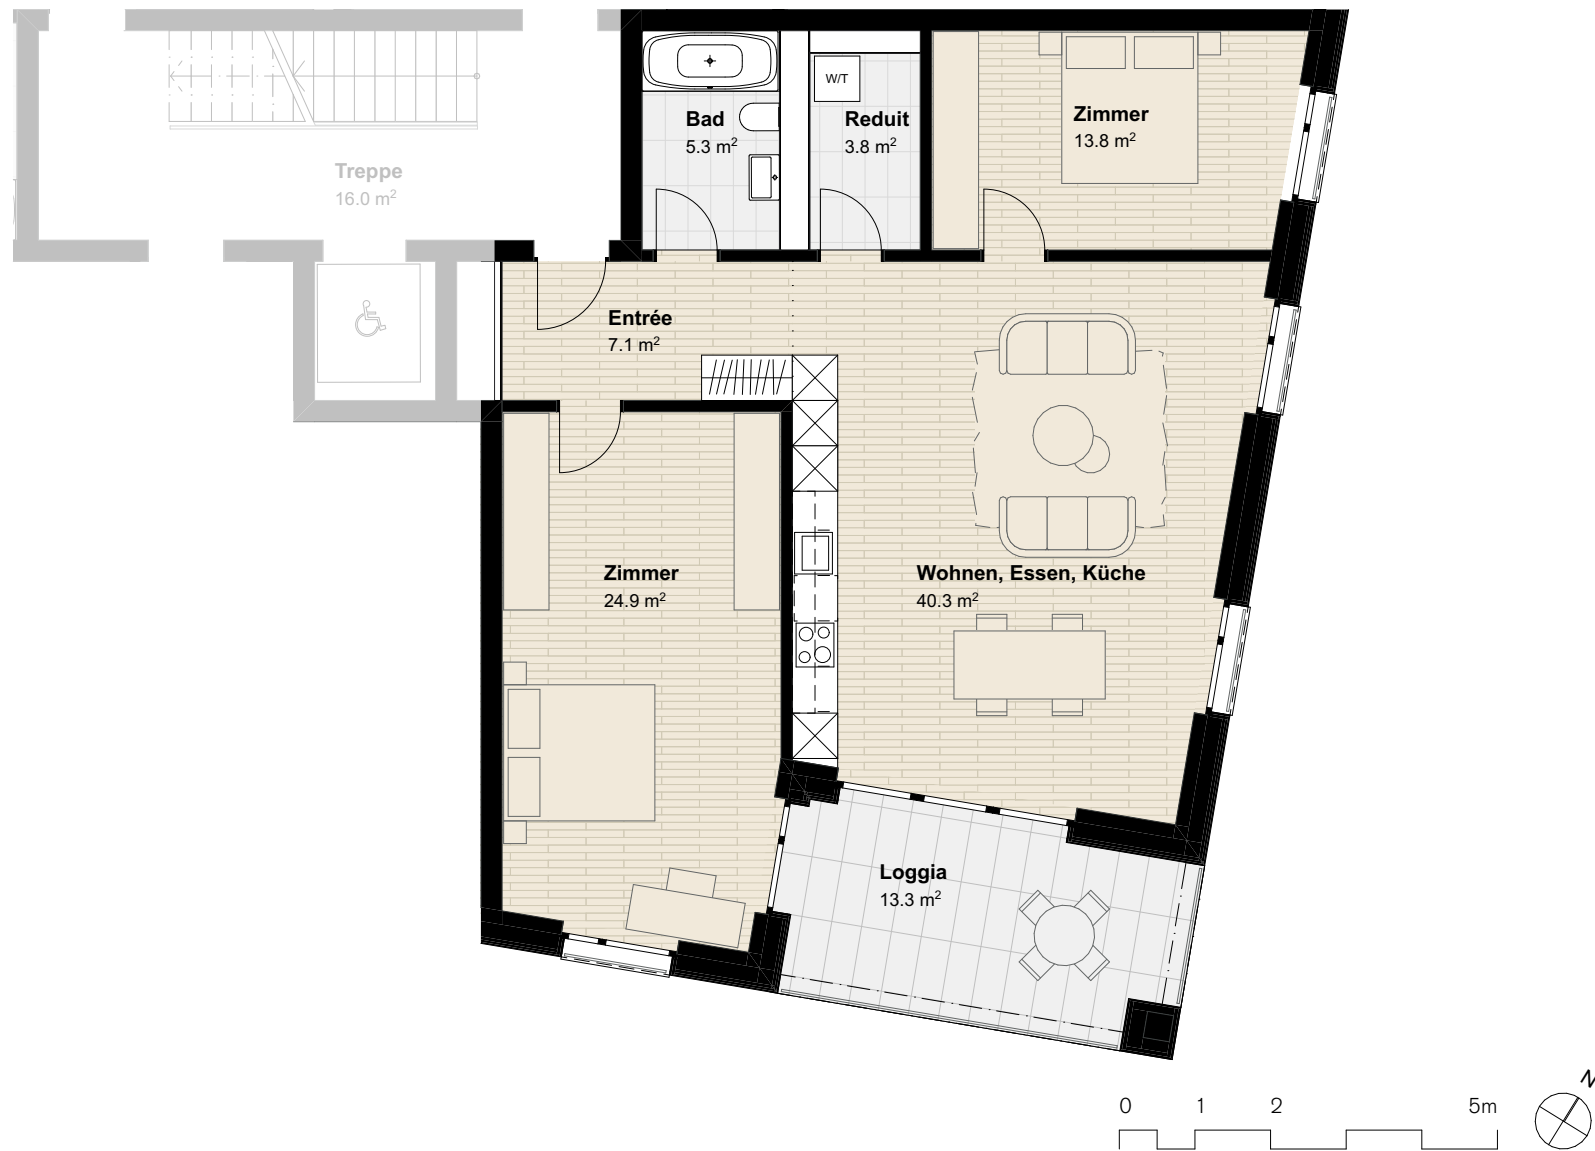 Bad
5.3 m²
W/T
Reduit
3.8 m²
Zimmer
13.8 m²
Treppe
16.0 m²
Entrée
7.1 m²
Zimmer
24.9 m²
Wohnen, Essen, Küche
40.3 m²
Loggia
13.3 m²
0 1 2 5m
N